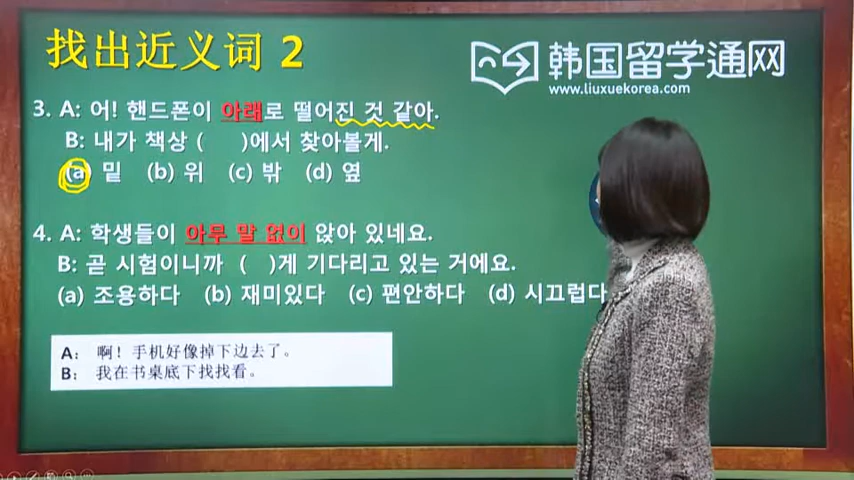 找出近义词 2
韩国留学通网
www.liuxuekorea.com
3. A: 어! 핸드폰이 아래로 떨어진 것 같아.
B: 내가 책상 ( )에서 찾아볼게.
(a) 밑 (b) 위 (c) 밖 (d) 옆
4. A: 학생들이 아무 말 없이 앉아 있네요.
B: 곧 시험이니까 ( )게 기다리고 있는 거에요.
(a) 조용하다 (b) 재미있다 (c) 편안하다 (d) 시끄럽다
A: 啊！手机好像掉下边去了。
B: 我在书桌底下找找看。